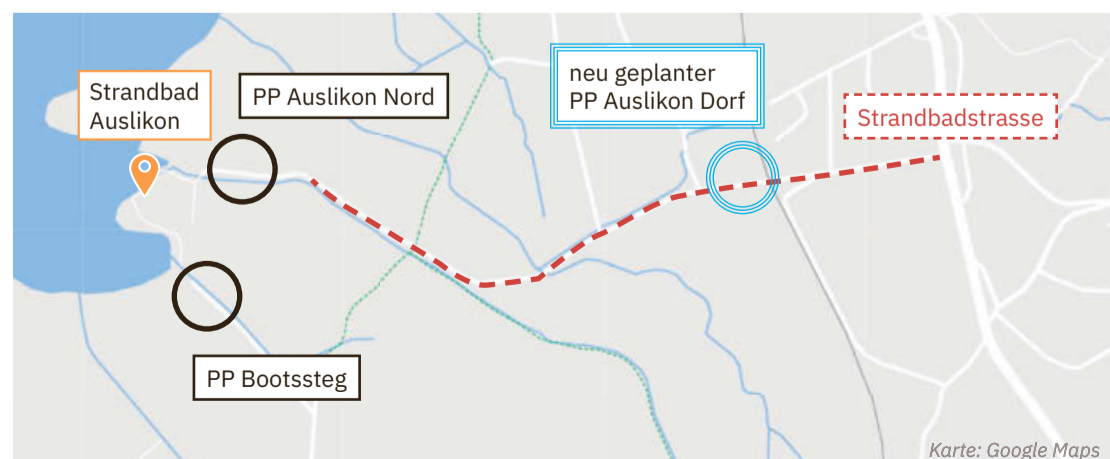 Strandbad
Auslikon
PP Auslikon Nord
neu geplanter
PP Auslikon Dorf
Strandbadstrasse
PP Bootssteg
Karte: Google Maps